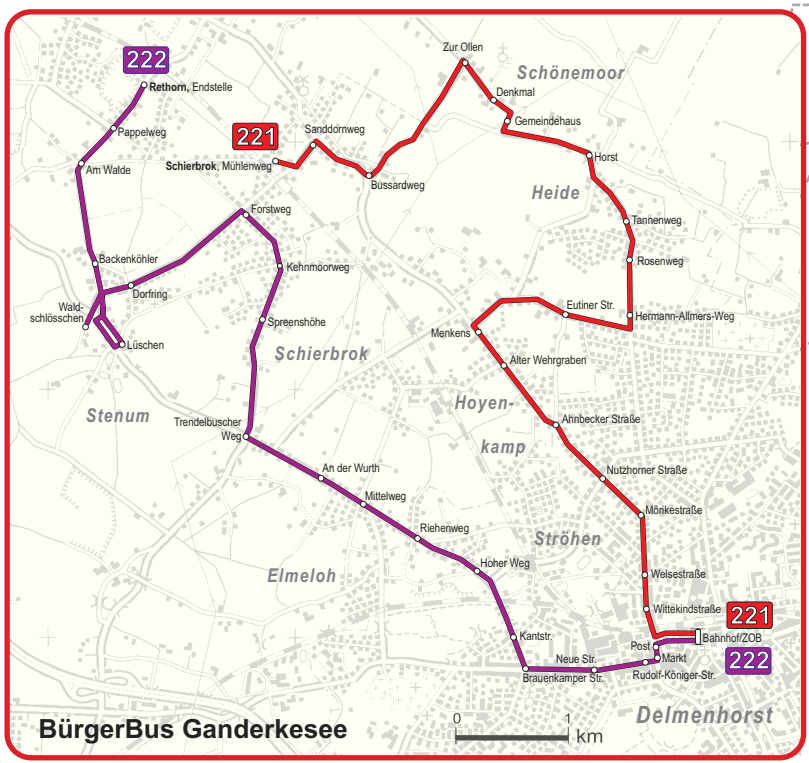 Zur Ollen
222
Schönemoor
Rethorn, Endstelle
Denkmal
Gemeindehaus
Pappelweg
221
Sanddornweg
Schierbrok, Mühlenweg
Am Walde
Horst
Bussardweg
Heide
Forstweg
Tannenweg
Backenköhler
Kehnmoorweg
Rosenweg
Dorfring
Wald-
schlösschen
Eutiner Str.
Hermann-Allmers-Weg
Spreenshöhe
Menkens
Lüschen
Schierbrok
Alter Wehrgraben
Stenum
Hoyen-
kamp
Trendelbuscher
Weg
Ahnbecker Straße
An der Wurth
Nutzhorner Straße
Mittelweg
Mörikestraße
Riehenweg
Ströhen
Hoher Weg
Elmeloh
Welsestraße
Wittekindstraße
221
Kantstr.
Bahnhof/ZOB
Post
Neue Str.
Markt
222
Brauenkamper Str.
Rudolf-Königer-Str.
Delmenhorst
BürgerBus Ganderkesee
0 1
km